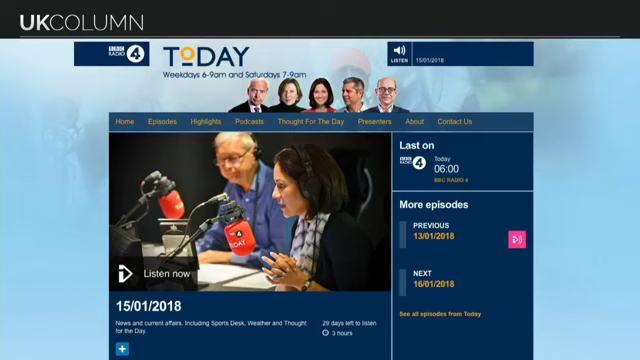 UKCOLUMN
BBC
RADIO 4
TODAY
Weekdays 6-9am and Saturdays 7-9am
LISTEN
15/01/2018
Home Episodes Highlights Podcasts Thought For The Day Presenters About Contact Us
4
TODAY
Listen now
15/01/2018
News and current affairs. Including Sports Desk, Weather and Thought
for the Day.
29 days left to listen
3 hours
Last on
BBC
RADIO 4
Today
06:00
BBC RADIO 4
More episodes
PREVIOUS
13/01/2018
NEXT
16/01/2018
See all episodes from Today